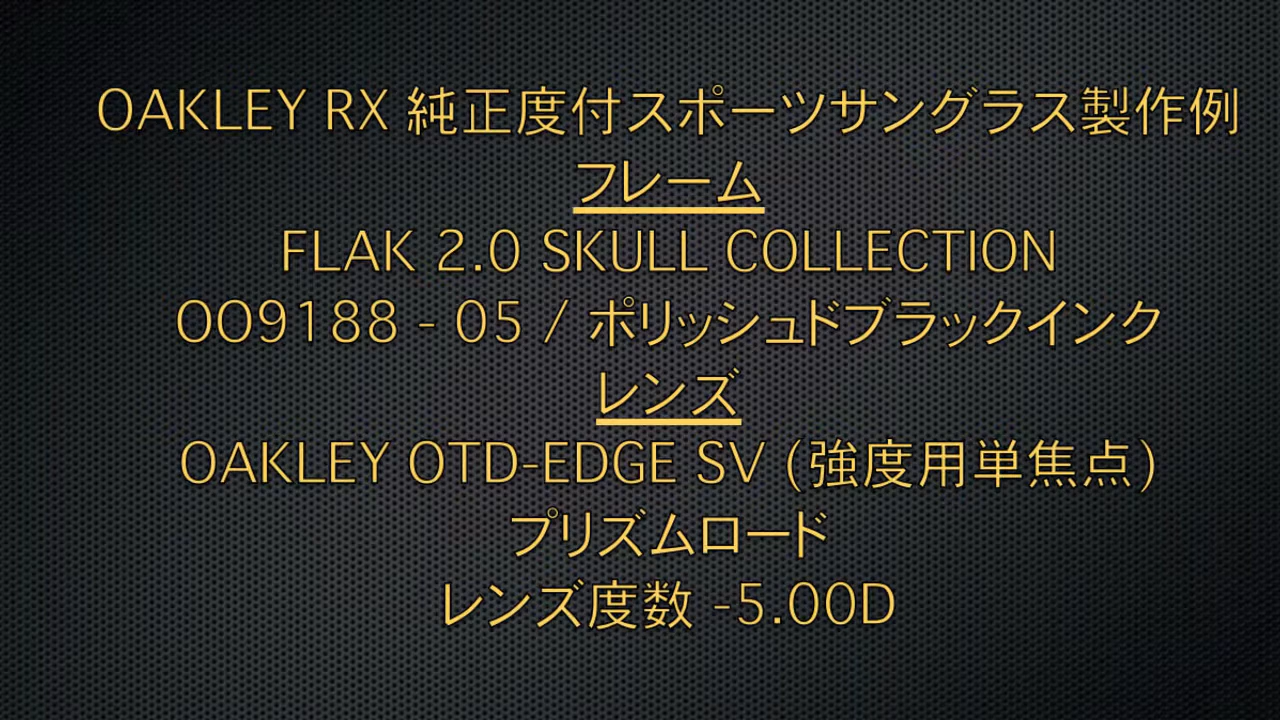 OAKLEY RX 純正度付スポーツサングラス製作例
フレーム
FLAK 2.0 SKULL COLLECTION
OO9188 - 05 / ポリッシュドブラックインク
レンズ
OAKLEY OTD-EDGE SV (強度用単焦点)
プリズムロード
レンズ度数 -5.00D